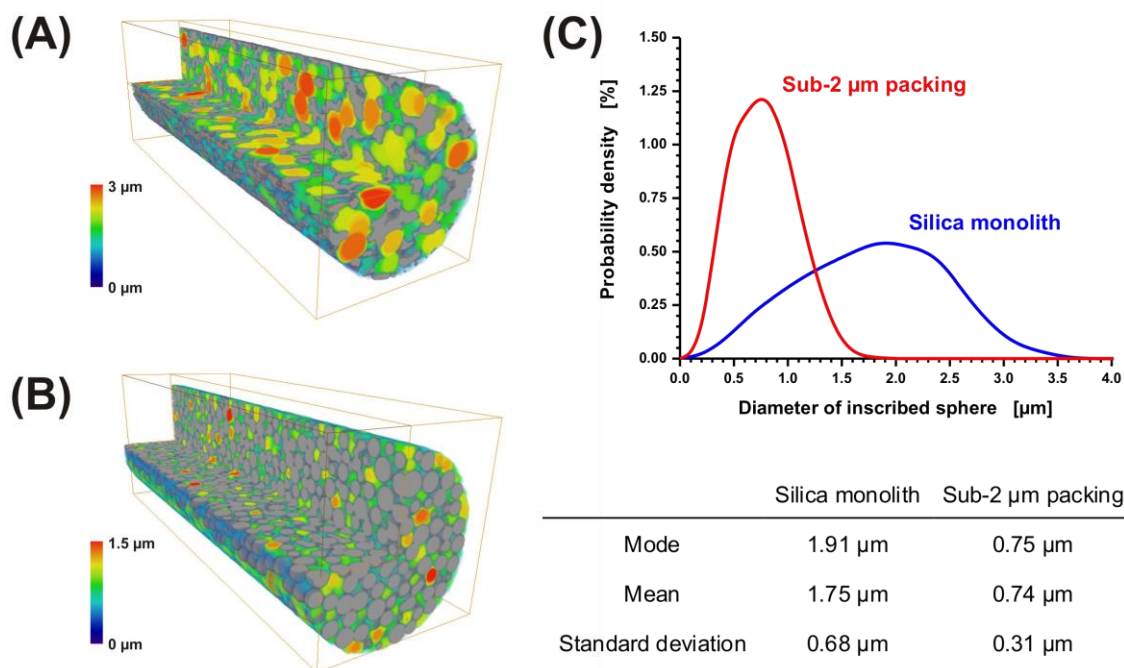 (A)
3 µm
0 µm
(B)
1.5 µm
0 µm
(C)
Probability density [%]
1.50
1.25
1.00
0.75
0.50
0.25
0.00
Sub-2 µm packing
Silica monolith
0.0 0.5 1.0 1.5 2.0 2.5 3.0 3.5 4.0
Diameter of inscribed sphere [µm]
Silica monolith Sub-2 µm packing
Mode 1.91 µm 0.75 µm
Mean 1.75 µm 0.74 µm
Standard deviation 0.68 µm 0.31 µm